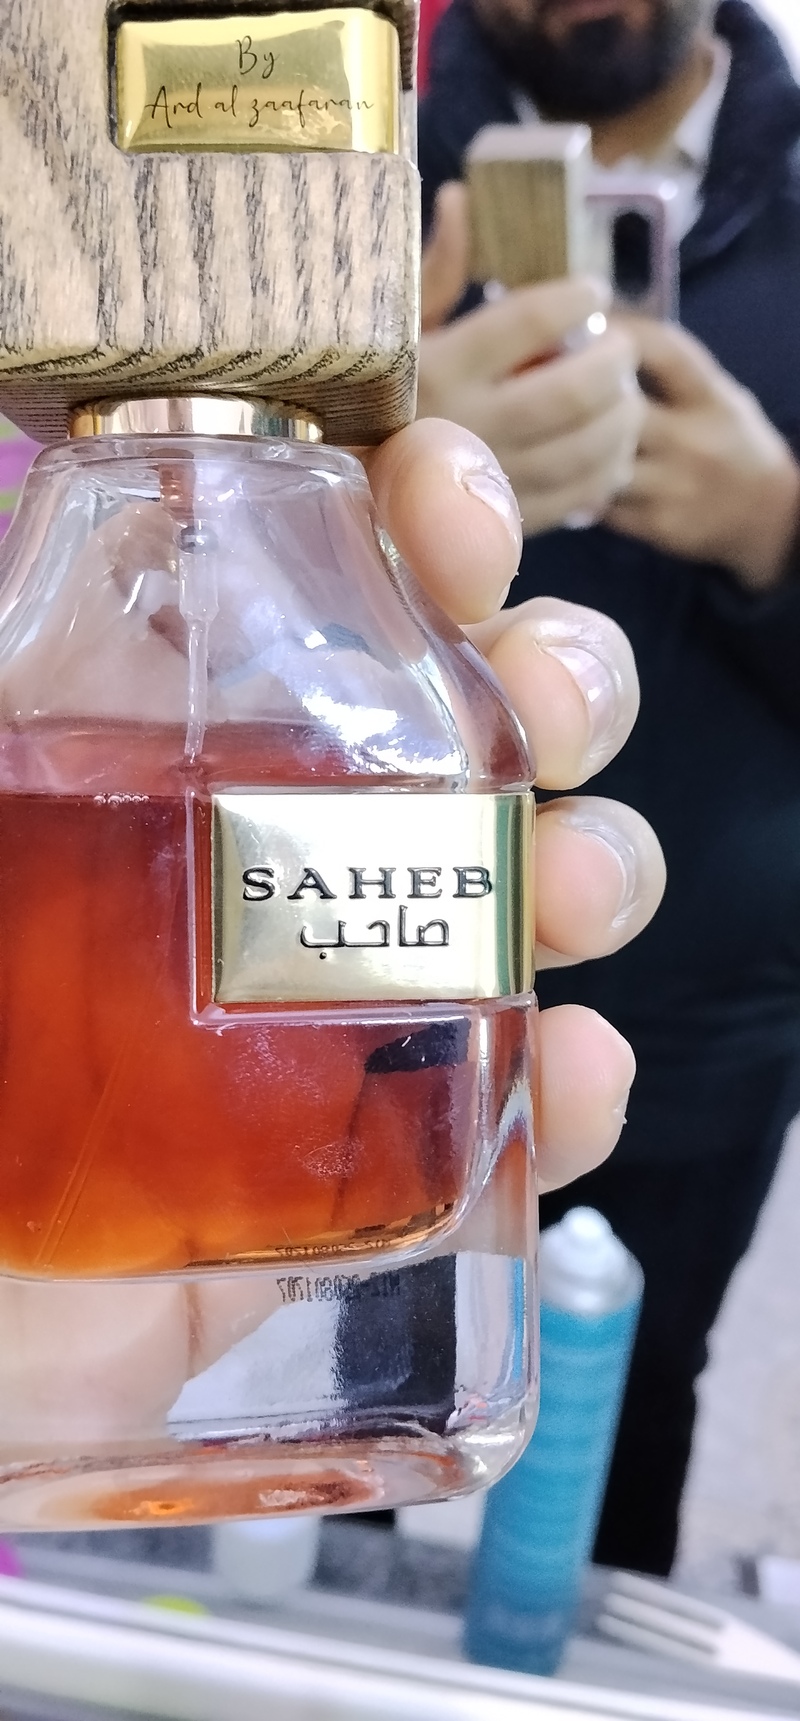 By
Ard al zaafaran
SAHEB
صاحب